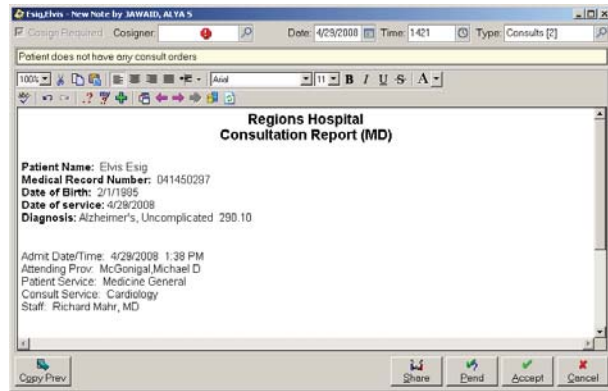 Esig,Elvis - New Note by JAWAID, ALYA S
Cosign Required Cosigner: Date: 4/29/2008 Time: 1421 Type: Consults [2]
Patient does not have any consult orders
100% Arial 11 B I U S A
Regions Hospital
Consultation Report (MD)
Patient Name: Elvis Esig
Medical Record Number: 041450297
Date of Birth: 2/1/1985
Date of service: 4/29/2008
Diagnosis: Alzheimer's, Uncomplicated 290.10
Admit Date/Time: 4/29/2008 1:38 PM
Attending Prov: McGonigal,Michael D
Patient Service: Medicine General
Consult Service: Cardiology
Staff: Richard Mahr, MD
Copy Prev Share Pend Accept Cancel